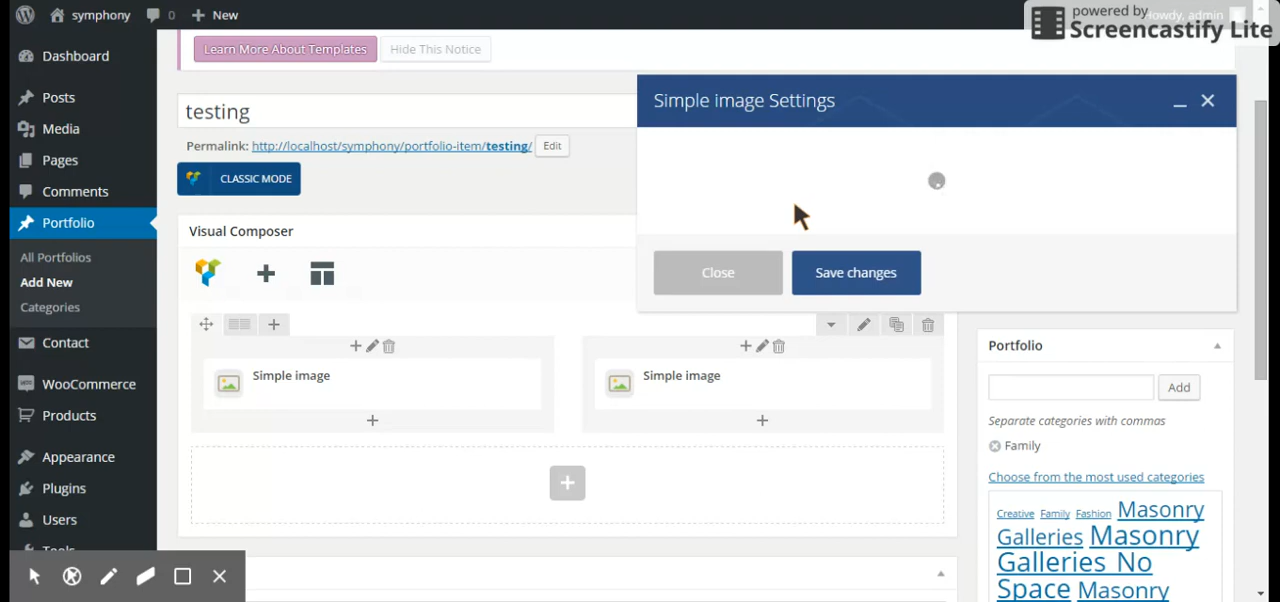 symphony 0 New Howdy, admin
powered by
Screencastify Lite
Dashboard
Posts
Media
Pages
Comments
Portfolio
All Portfolios
Add New
Categories
Contact
WooCommerce
Products
Appearance
Plugins
Users
Tools
Learn More About Templates Hide This Notice
testing
Permalink: http://localhost/symphony/portfolio-item/testing/ Edit
CLASSIC MODE
Visual Composer
Simple image
Simple image
Simple image Settings
Close Save changes
Portfolio
Add
Separate categories with commas
Family
Choose from the most used categories
Creative Family Fashion Masonry
Galleries Masonry
Galleries No
Space Masonry